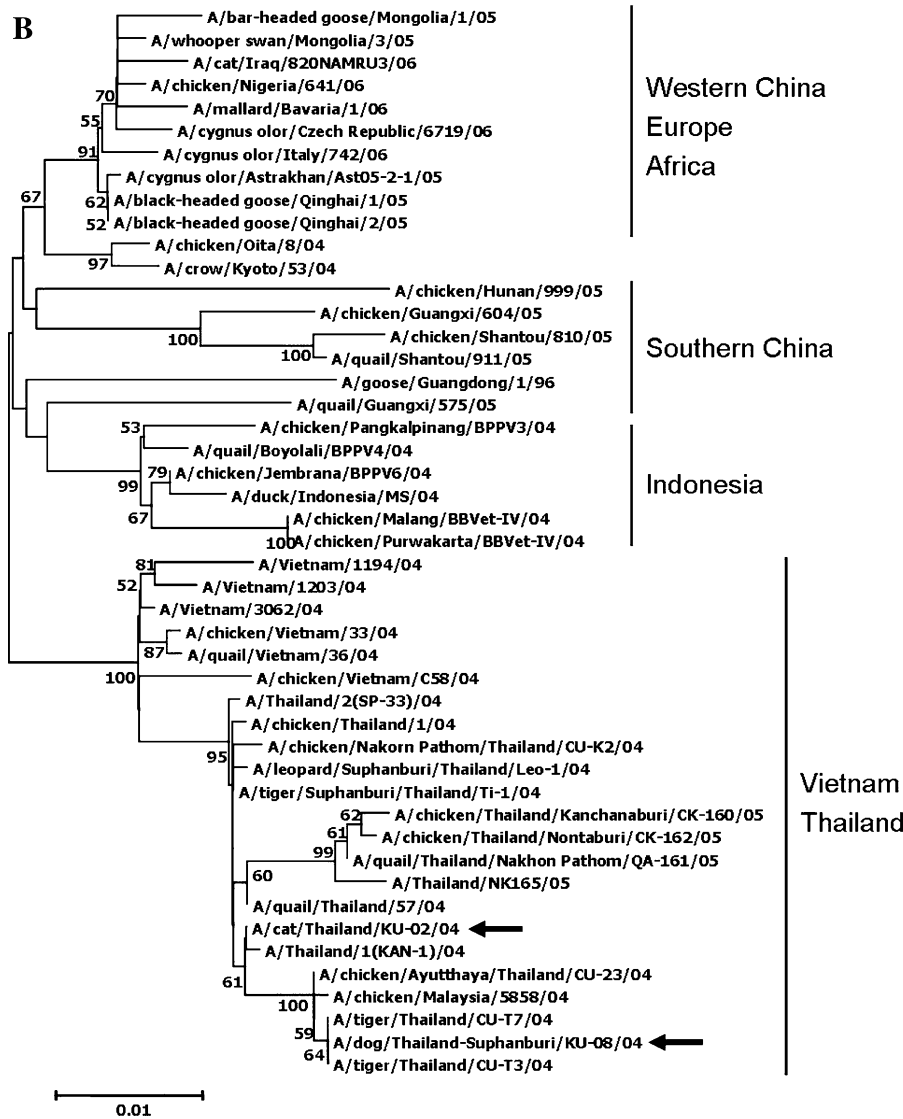 B
A/bar-headed goose/Mongolia/1/05
A/whooper swan/Mongolia/3/05
A/cat/Iraq/820NAMRU3/06
A/chicken/Nigeria/641/06
70
A/mallard/Bavaria/1/06
55
A/cygnus olor/Czech Republic/6719/06
91
A/cygnus olor/Italy/742/06
A/cygnus olor/Astrakhan/Ast05-2-1/05
67
62
A/black-headed goose/Qinghai/1/05
52
A/black-headed goose/Qinghai/2/05
A/chicken/Oita/8/04
97
A/crow/Kyoto/53/04
Western China
Europe
Africa
A/chicken/Hunan/999/05
A/chicken/Guangxi/604/05
100
A/chicken/Shantou/810/05
100
A/quail/Shantou/911/05
A/goose/Guangdong/1/96
A/quail/Guangxi/575/05
Southern China
53
A/chicken/Pangkalpinang/BPPV3/04
A/quail/Boyolali/BPPV4/04
79
A/chicken/Jembrana/BPPV6/04
99
A/duck/Indonesia/MS/04
67
A/chicken/Malang/BBVet-IV/04
100
A/chicken/Purwakarta/BBVet-IV/04
Indonesia
81
A/Vietnam/1194/04
52
A/Vietnam/1203/04
A/Vietnam/3062/04
A/chicken/Vietnam/33/04
87
A/quail/Vietnam/36/04
100
A/chicken/Vietnam/C58/04
A/Thailand/2(SP-33)/04
A/chicken/Thailand/1/04
A/chicken/Nakorn Pathom/Thailand/CU-K2/04
95
A/leopard/Suphanburi/Thailand/Leo-1/04
A/tiger/Suphanburi/Thailand/Ti-1/04
62
A/chicken/Thailand/Kanchanaburi/CK-160/05
61
A/chicken/Thailand/Nontaburi/CK-162/05
99
A/quail/Thailand/Nakhon Pathom/QA-161/05
60
A/Thailand/NK165/05
A/quail/Thailand/57/04
A/cat/Thailand/KU-02/04
A/Thailand/1(KAN-1)/04
61
A/chicken/Ayutthaya/Thailand/CU-23/04
100
A/chicken/Malaysia/5858/04
A/tiger/Thailand/CU-T7/04
59
A/dog/Thailand-Suphanburi/KU-08/04
64
A/tiger/Thailand/CU-T3/04
Vietnam
Thailand
0.01